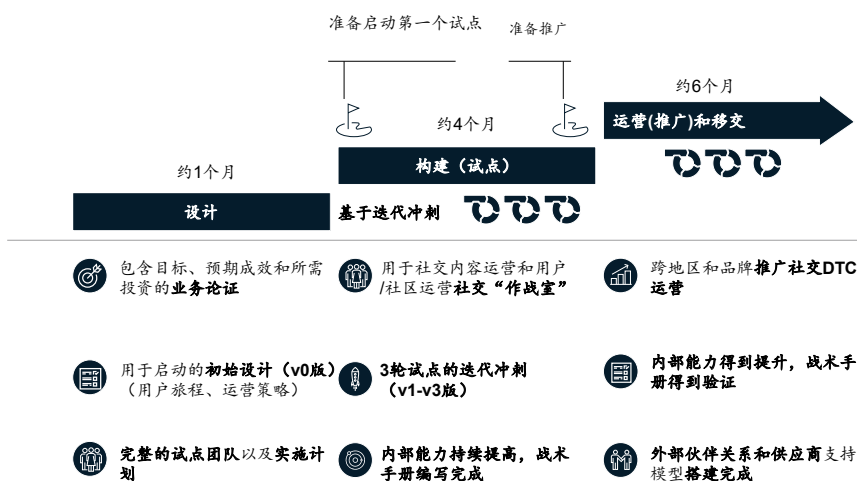 准备启动第一个试点
准备推广
约6个月
运营(推广)和移交
约4个月
构建（试点）
约1个月
设计
基于迭代冲刺
包含目标、预期成效和所需
投资的业务论证
用于社交内容运营和用户
/社区运营社交“作战室”
跨地区和品牌推广社交DTC
运营
用于启动的初始设计（v0版）
（用户旅程、运营策略）
3轮试点的迭代冲刺
（v1-v3版）
内部能力得到提升，战术手
册得到验证
完整的试点团队以及实施计
划
内部能力持续提高，战术
手册编写完成
外部伙伴关系和供应商支持
模型搭建完成